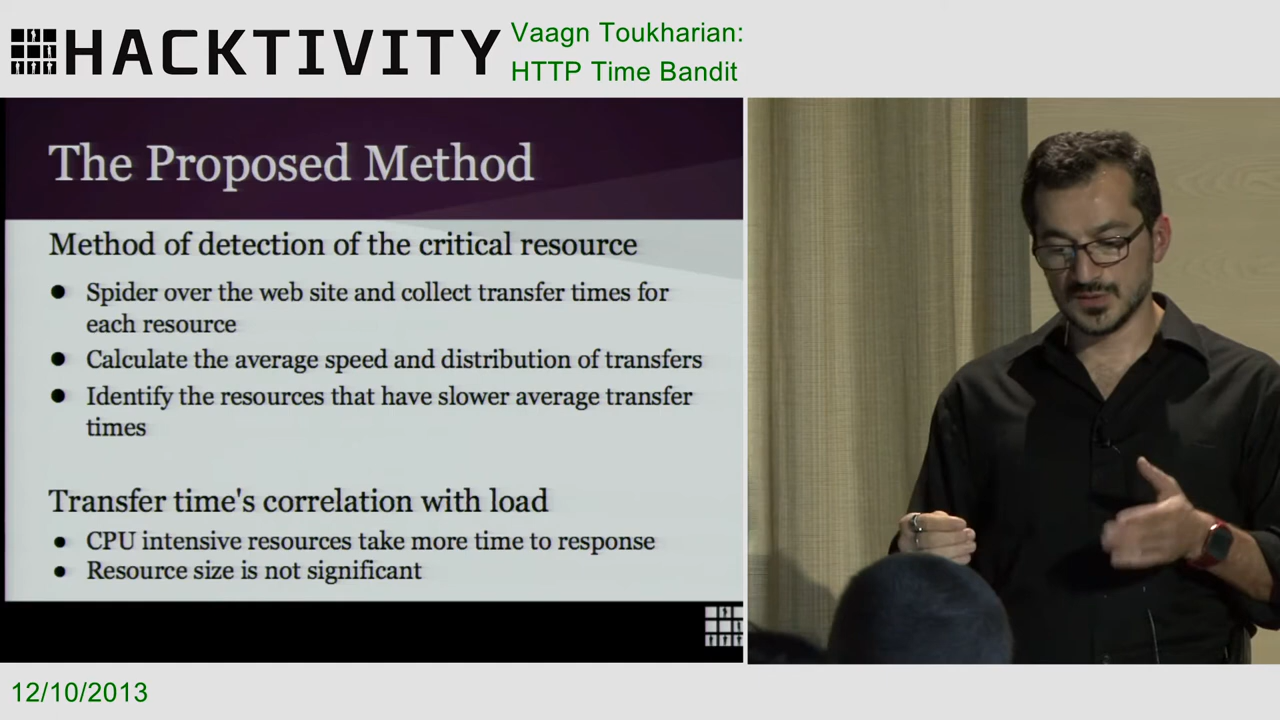 HACKTIVITY
Vaagn Toukharian:
HTTP Time Bandit
The Proposed Method
Method of detection of the critical resource
● Spider over the web site and collect transfer times for
each resource
● Calculate the average speed and distribution of transfers
● Identify the resources that have slower average transfer
times
Transfer time's correlation with load
● CPU intensive resources take more time to response
● Resource size is not significant
12/10/2013